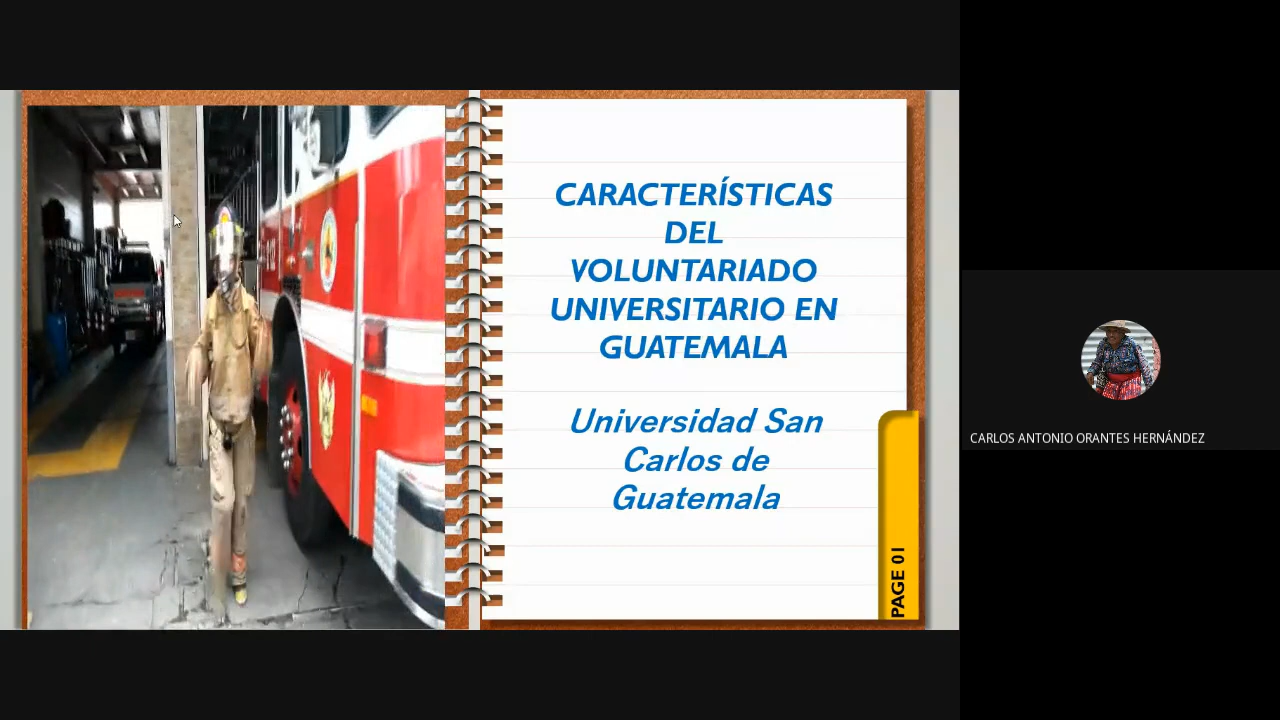 CARACTERÍSTICAS
DEL
VOLUNTARIADO
UNIVERSITARIO EN
GUATEMALA
Universidad San
Carlos de
Guatemala
PAGE 01
CARLOS ANTONIO ORANTES HERNÁNDEZ